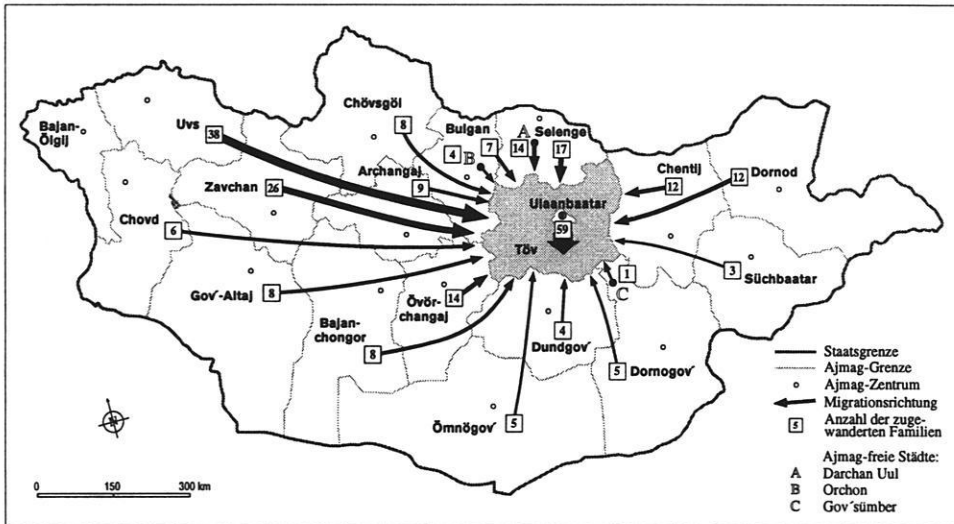 Chövsgöl
8
Bulgan
7
A
14
Selenge
17
4
B
Bajan-
Ölgij
Uvs
38
Archangaj
9
Zavchan
26
Chentij
12
Dornod
12
Ulaanbaatar
59
Töv
Chovd
6
3
Süchbaatar
1
C
Gov´-Altaj
8
Övör-
changaj
14
Bajan-
chongor
8
4
Dundgov´
5
Dornogov´
Ömnögov´
5
N
0 150 300 km
Staatsgrenze
Ajmag-Grenze
Ajmag-Zentrum
Migrationsrichtung
5 Anzahl der zuge-
wanderten Familien
Ajmag-freie Städte:
A Darchan Uul
B Orchon
C Gov´sümber